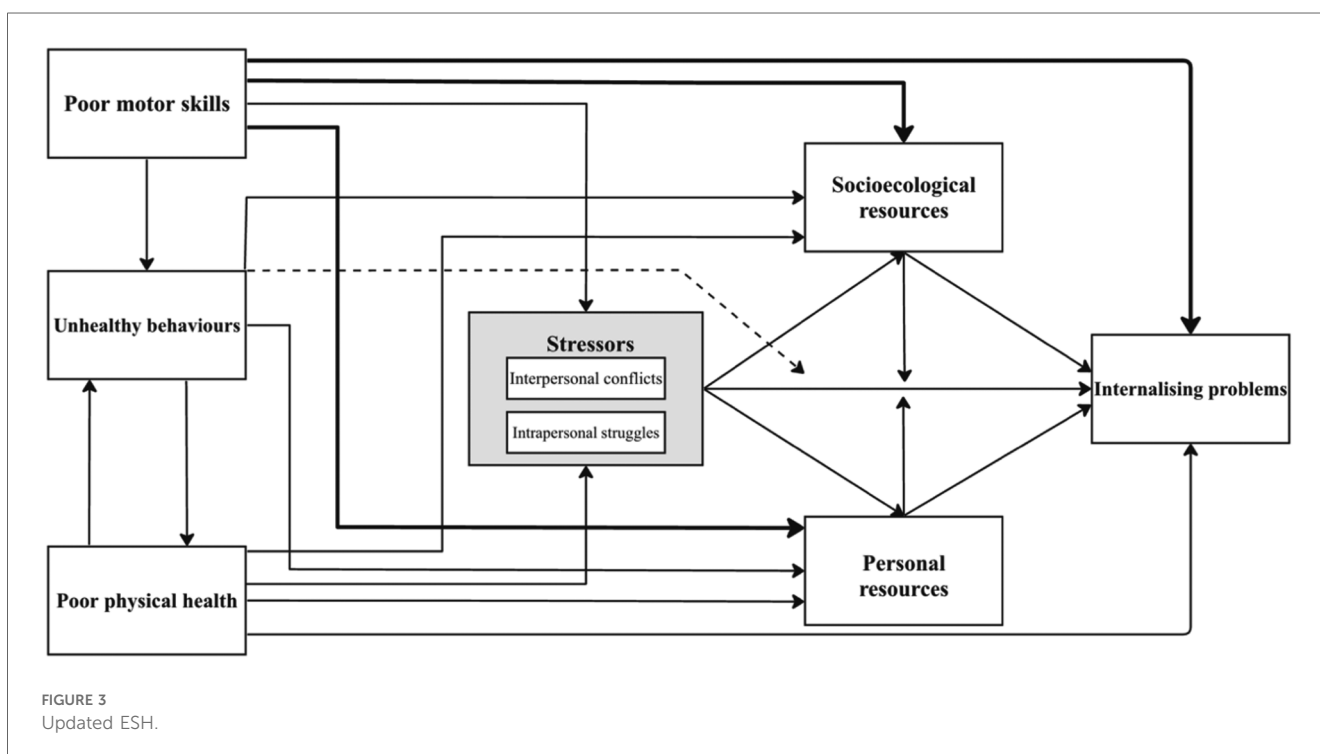 Poor motor skills
Socioecological
resources
Unhealthy behaviours
Stressors
Interpersonal conflicts
Intrapersonal struggles
Internalising problems
Poor physical health
Personal
resources
FIGURE 3
Updated ESH.